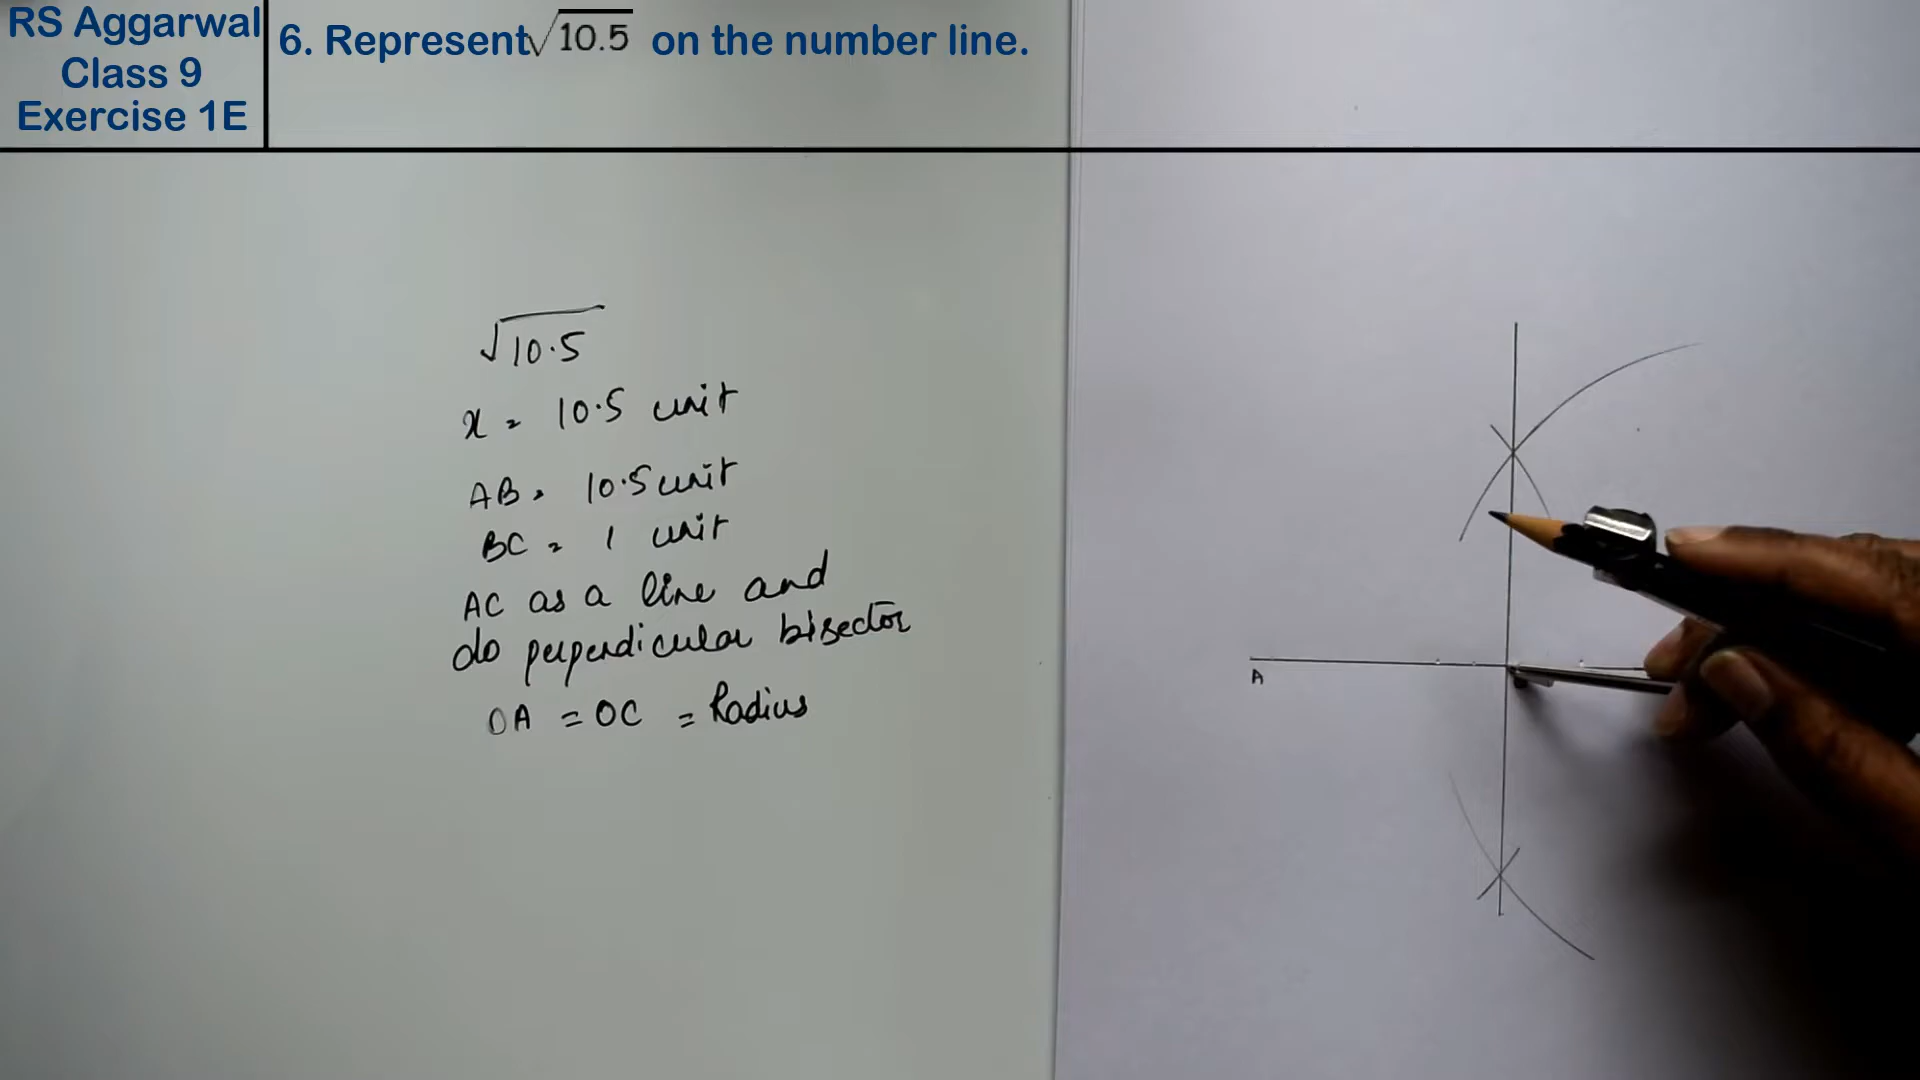 RS Aggarwal
Class 9
Exercise 1E
6. Represent √10.5 on the number line.
√10.5
x = 10.5 unit
AB = 10.5 unit
BC = 1 unit
AC as a line and
do perpendicular bisector
OA = OC = Radius
A